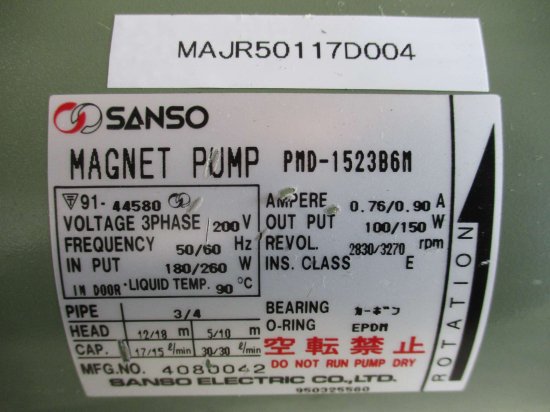 MAJR50117D004
SANSO
MAGNET PUMP PMD-1523B6M
91-44580
VOLTAGE 3PHASE 200 V
FREQUENCY 50/60 Hz
IN PUT 180/260 W
IN DOOR · LIQUID TEMP. 90 °C
AMPERE 0.76/0.90 A
OUT PUT 100/150 W
REVOL. 2830/3270 rpm
INS. CLASS E
PIPE 3/4
HEAD 12/18 m 5/10 m
CAP. 17/15 ℓ/min 30/30 ℓ/min
MFG.NO. 4080042
BEARING カーボン
O-RING EPDM
空転禁止
DO NOT RUN PUMP DRY
SANSO ELECTRIC CO.,LTD.
950325580
ROTATION